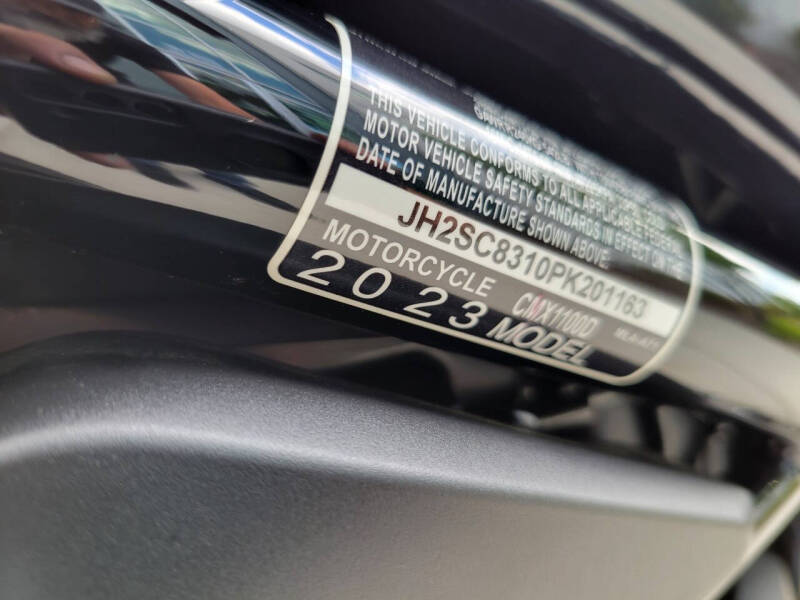 THIS VEHICLE CONFORMS TO ALL APPLICABLE FEDERAL
MOTOR VEHICLE SAFETY STANDARDS IN EFFECT ON THE
DATE OF MANUFACTURE SHOWN ABOVE.
JH2SC8310PK201163
MOTORCYCLE CMX1100D
2023 MODEL